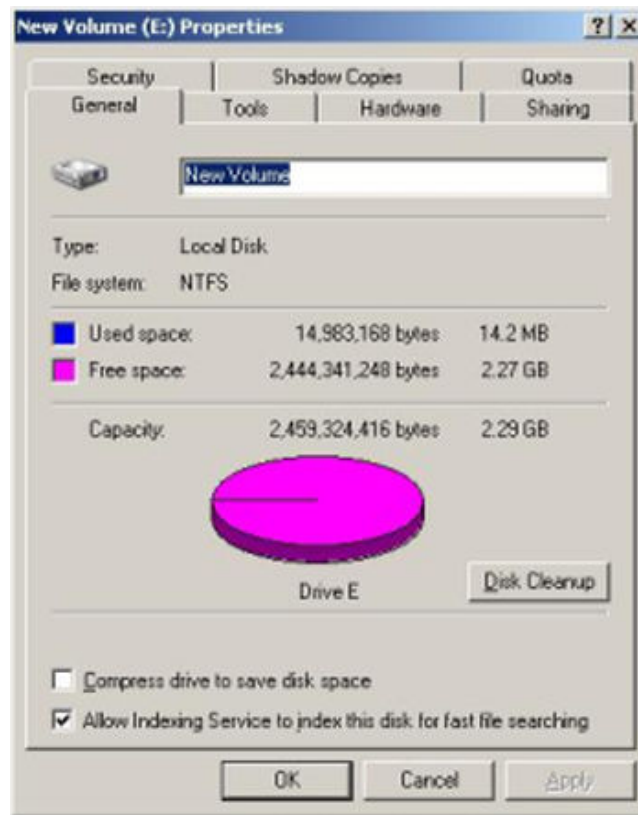 New Volume (E:) Properties
Security Shadow Copies Quota
General Tools Hardware Sharing
New Volume
Type: Local Disk
File system: NTFS
Used space: 14,983,168 bytes 14.2 MB
Free space: 2,444,341,248 bytes 2.27 GB
Capacity: 2,459,324,416 bytes 2.29 GB
Drive E
Disk Cleanup
Compress drive to save disk space
Allow Indexing Service to index this disk for fast file searching
OK Cancel Apply